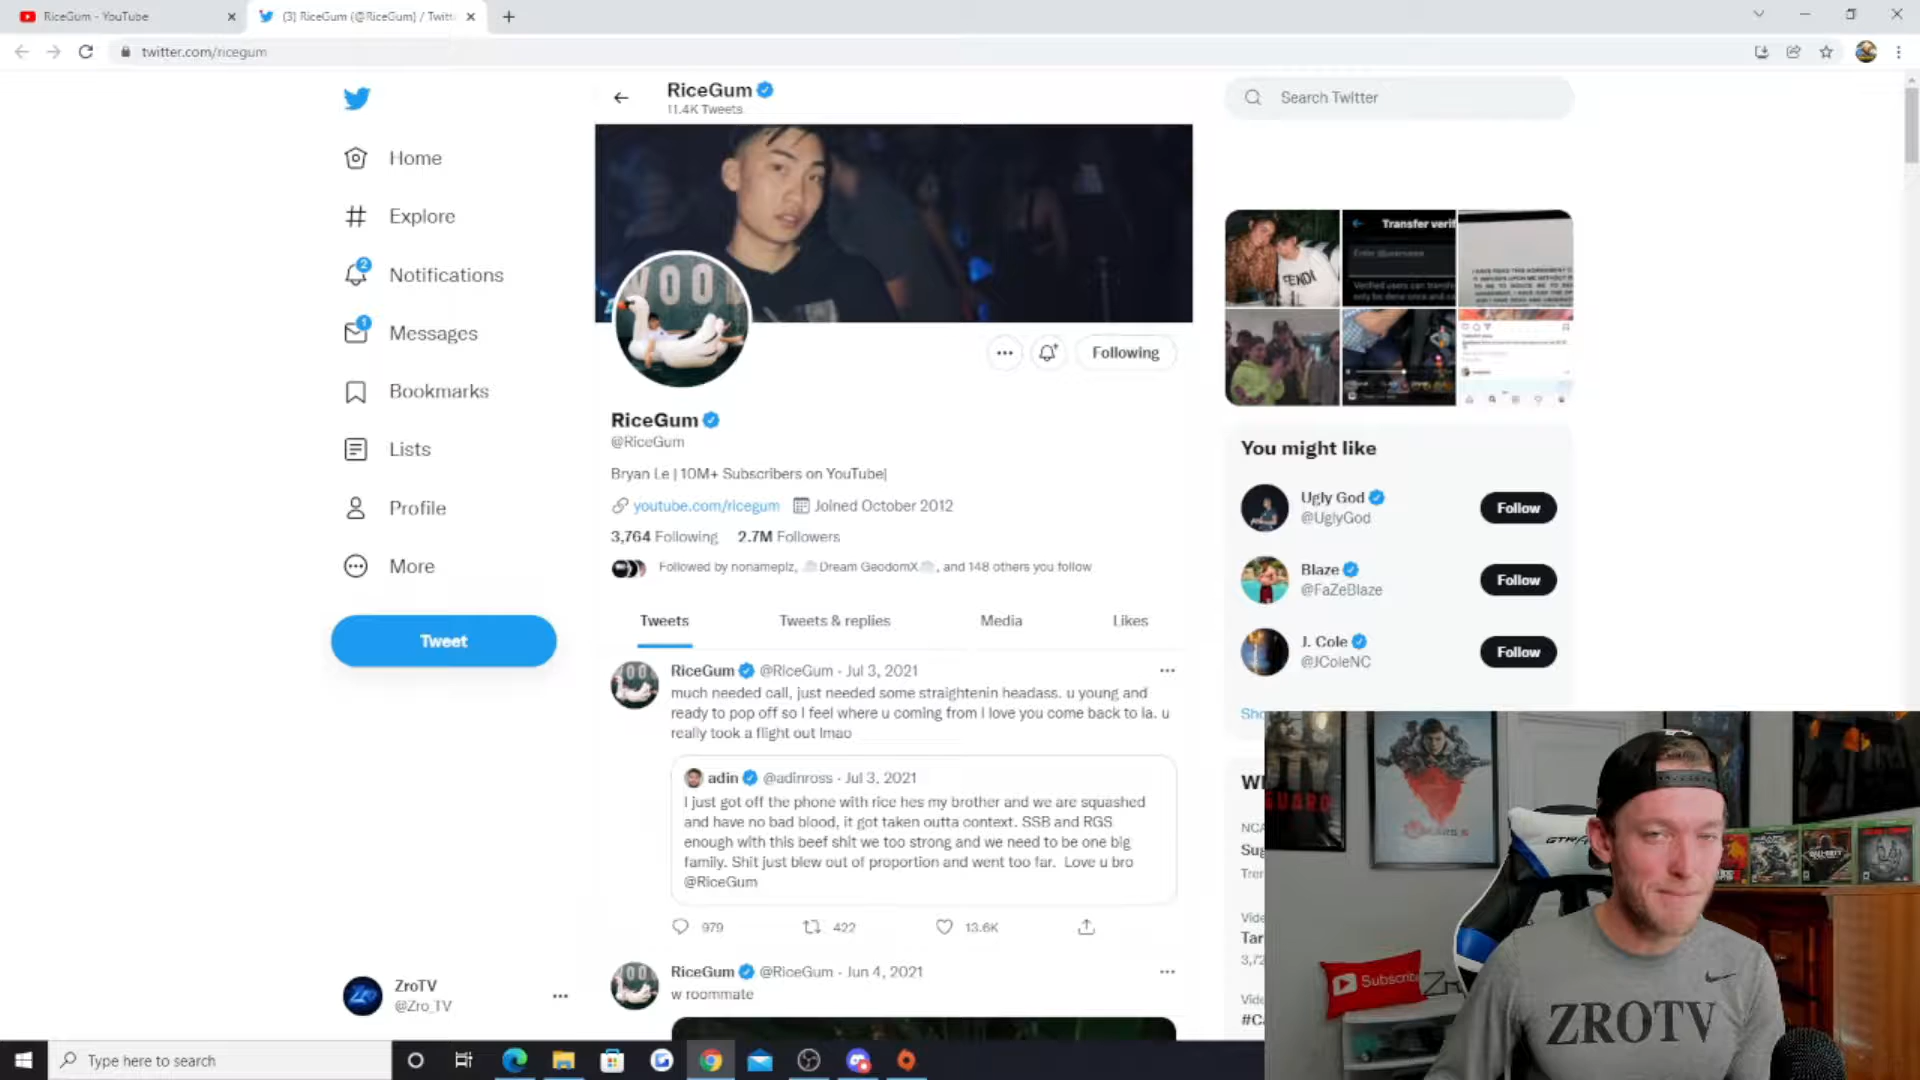 RiceGum - YouTube
(3) RiceGum (@RiceGum) / Twitt
twitter.com/ricegum
RiceGum
11.4K Tweets
Search Twitter
Home
Explore
2
Notifications
1
Messages
Bookmarks
Lists
Profile
More
Tweet
Following
RiceGum
@RiceGum
Bryan Le | 10M+ Subscribers on YouTube|
youtube.com/ricegum Joined October 2012
3,764 Following 2.7M Followers
Followed by nonameplz, Dream GeodomX, and 148 others you follow
Tweets Tweets & replies Media Likes
RiceGum @RiceGum · Jul 3, 2021
much needed call, just needed some straightenin headass. u young and
ready to pop off so I feel where u coming from I love you come back to la. u
really took a flight out lmao
adin @adinross · Jul 3, 2021
I just got off the phone with rice hes my brother and we are squashed
and have no bad blood, it got taken outta context. SSB and RGS
enough with this beef shit we too strong and we need to be one big
family. Shit just blew out of proportion and went too far. Love u bro
@RiceGum
979 422 13.6K
RiceGum @RiceGum · Jun 4, 2021
w roommate
ZroTV
@Zro_TV
Transfer verif
FENDI
You might like
Ugly God
@UglyGod
Follow
Blaze
@FaZeBlaze
Follow
J. Cole
@JColeNC
Follow
Subscribe
ZROTV
Type here to search